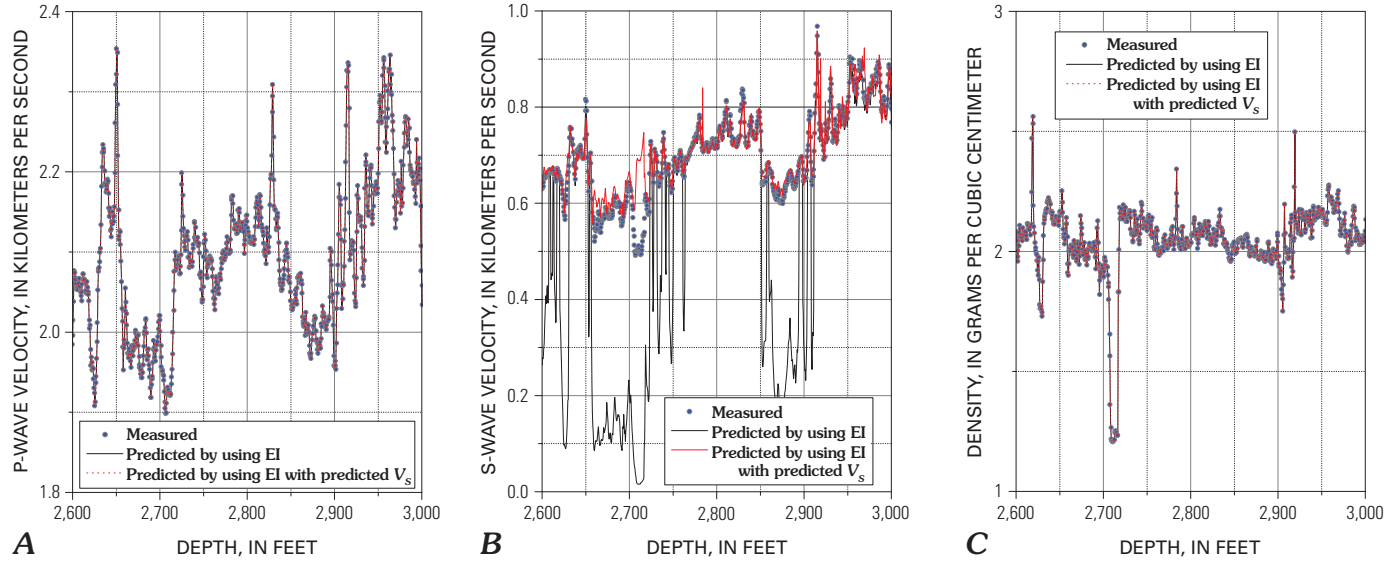 P-WAVE VELOCITY, IN KILOMETERS PER SECOND
2.4
2.3
2.2
2.1
2.0
1.9
1.8
2,600
2,700
2,800
2,900
3,000
Measured
Predicted by using EI
Predicted by using EI with predicted Vs
A
DEPTH, IN FEET
S-WAVE VELOCITY, IN KILOMETERS PER SECOND
1.0
0.8
0.6
0.4
0.2
0.0
2,600
2,700
2,800
2,900
3,000
Measured
Predicted by using EI
Predicted by using EI
with predicted Vs
B
DEPTH, IN FEET
DENSITY, IN GRAMS PER CUBIC CENTIMETER
3
2
1
Measured
Predicted by using EI
Predicted by using EI
with predicted Vs
2,600
2,700
2,800
2,900
3,000
C
DEPTH, IN FEET